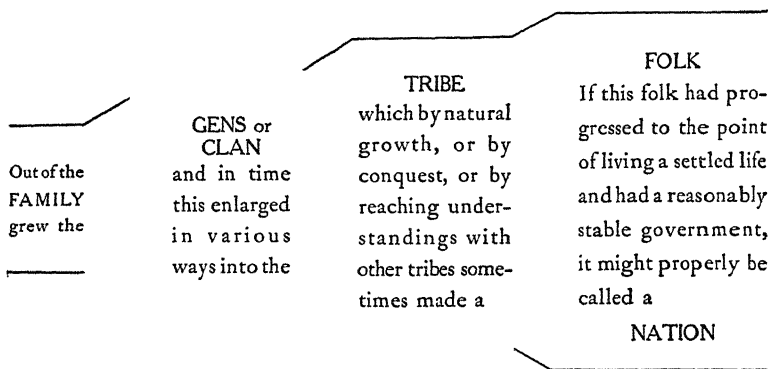 Out of the
FAMILY
grew the
GENS or
CLAN
and in time
this enlarged
in various
ways into the
TRIBE
which by natural
growth, or by
conquest, or by
reaching under-
standings with
other tribes some-
times made a
FOLK
If this folk had pro-
gressed to the point
of living a settled life
and had a reasonably
stable government,
it might properly be
called a
NATION